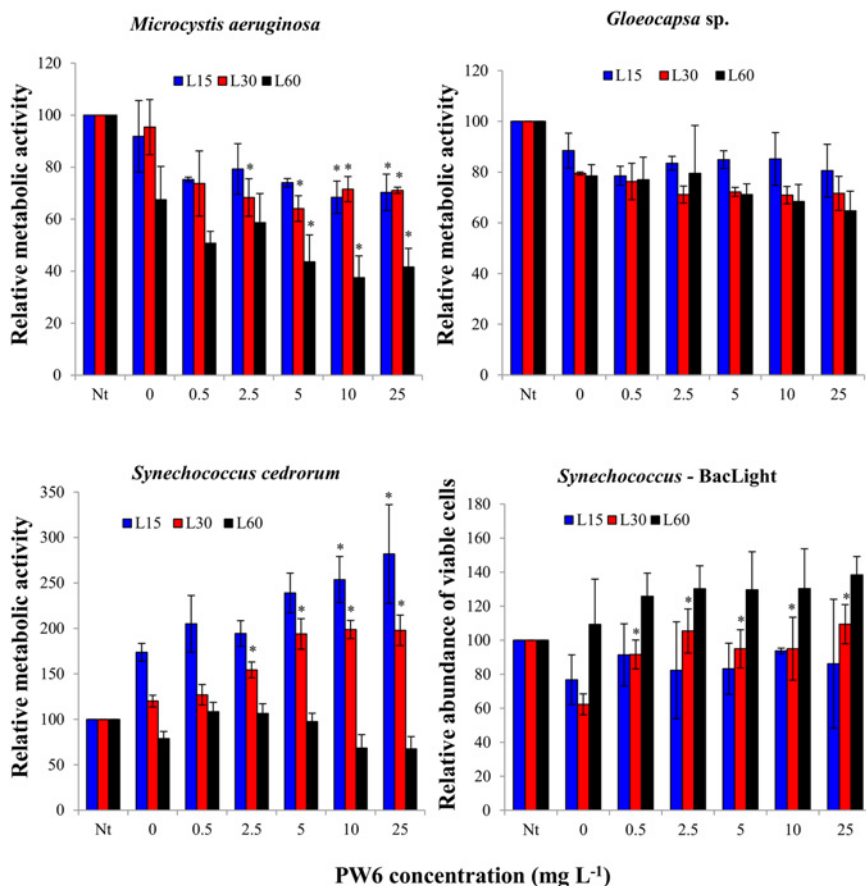 Microcystis aeruginosa
120
100
80
60
40
20
0
Relative metabolic activity
L15 L30 L60
* * * * * * * * *
Nt 0 0.5 2.5 5 10 25
Gloeocapsa sp.
120
100
80
60
40
20
0
Relative metabolic activity
L15 L30 L60
Nt 0 0.5 2.5 5 10 25
Synechococcus cedrorum
350
300
250
200
150
100
50
0
Relative metabolic activity
L15 L30 L60
* * * * * *
Nt 0 0.5 2.5 5 10 25
Synechococcus - BacLight
180
160
140
120
100
80
60
40
20
0
Relative abundance of viable cells
L15 L30 L60
* * * * *
Nt 0 0.5 2.5 5 10 25
PW6 concentration (mg L-1)